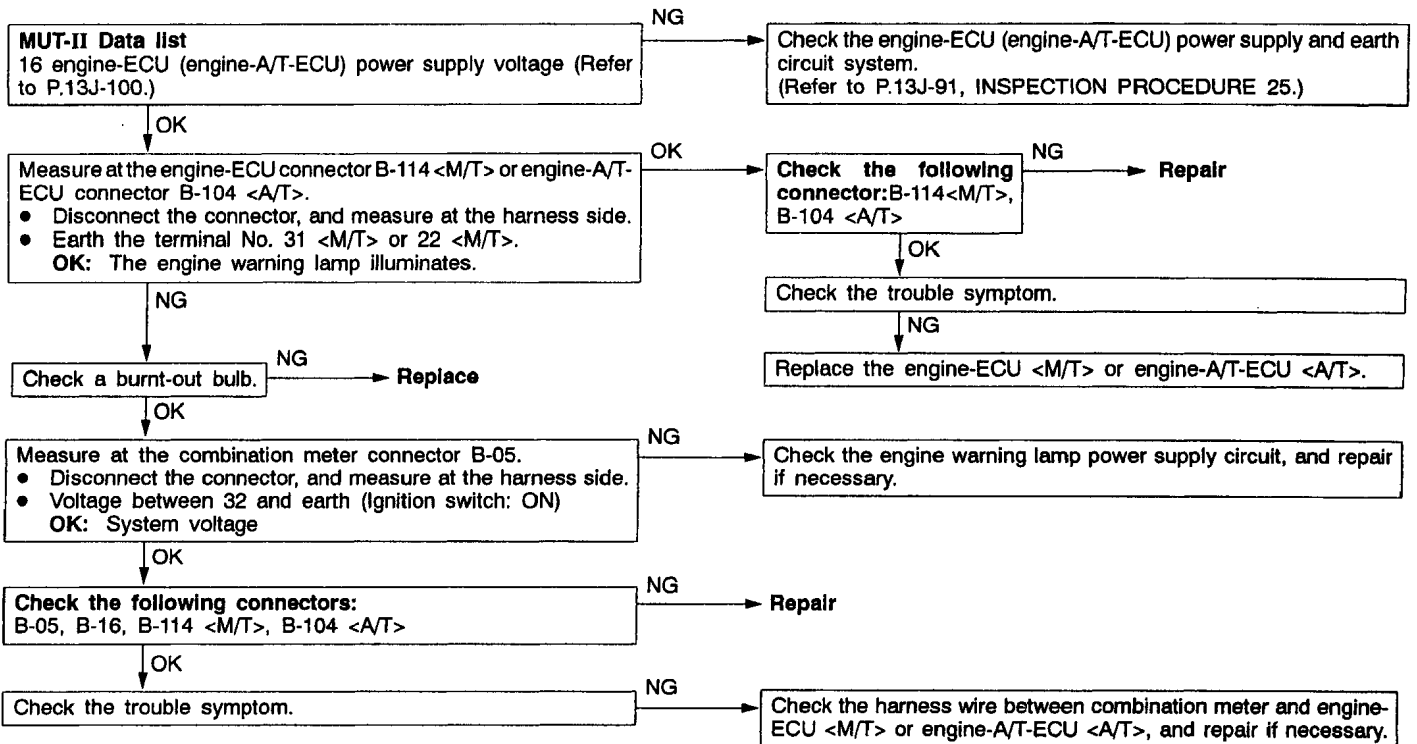 NG
MUT-II Data list
16 engine-ECU (engine-A/T-ECU) power supply voltage (Refer
to P.13J-100.)
Check the engine-ECU (engine-A/T-ECU) power supply and earth
circuit system.
(Refer to P.13J-91, INSPECTION PROCEDURE 25.)
OK
Measure at the engine-ECU connector B-114 <M/T> or engine-A/T-
ECU connector B-104 <A/T>.
● Disconnect the connector, and measure at the harness side.
● Earth the terminal No. 31 <M/T> or 22 <M/T>.
OK: The engine warning lamp illuminates.
OK
Check the following
connector:B-114<M/T>,
B-104 <A/T>
NG
Repair
OK
Check the trouble symptom.
NG
Replace the engine-ECU <M/T> or engine-A/T-ECU <A/T>.
NG
Check a burnt-out bulb.
NG
Replace
OK
Measure at the combination meter connector B-05.
● Disconnect the connector, and measure at the harness side.
● Voltage between 32 and earth (Ignition switch: ON)
OK: System voltage
NG
Check the engine warning lamp power supply circuit, and repair
if necessary.
OK
Check the following connectors:
B-05, B-16, B-114 <M/T>, B-104 <A/T>
NG
Repair
OK
Check the trouble symptom.
NG
Check the harness wire between combination meter and engine-
ECU <M/T> or engine-A/T-ECU <A/T>, and repair if necessary.